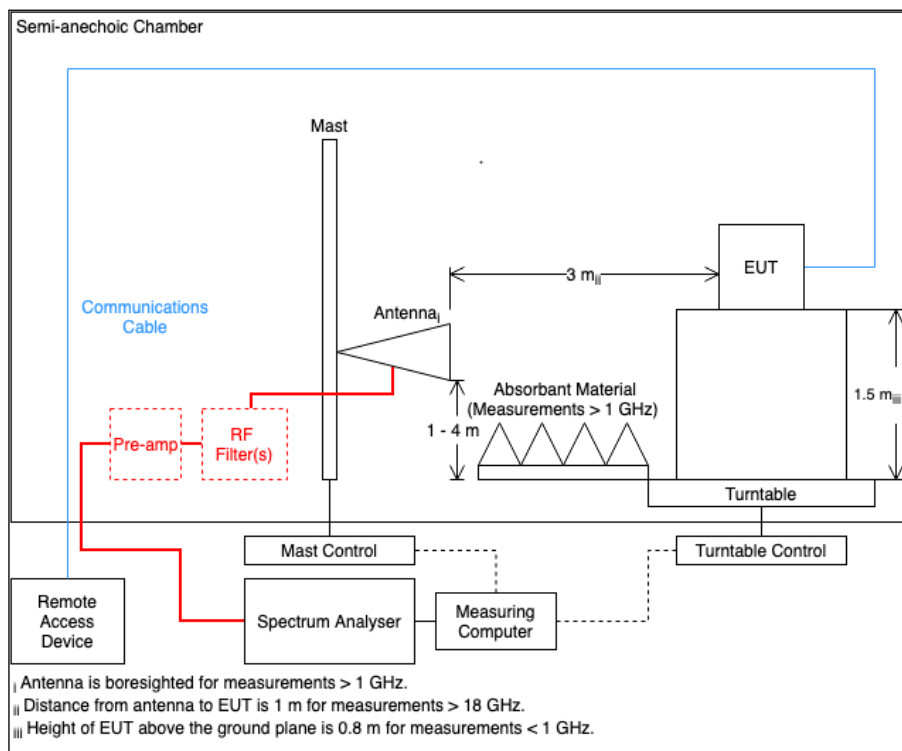 Semi-anechoic Chamber
Mast
EUT
3 m ii
Communications
Cable
Antenna i
Absorbant Material
(Measurements > 1 GHz)
1.5 m iii
1 - 4 m
Pre-amp
RF
Filter(s)
Turntable
Mast Control
Turntable Control
Remote
Access
Device
Spectrum Analyser
Measuring
Computer
i Antenna is boresighted for measurements > 1 GHz.
ii Distance from antenna to EUT is 1 m for measurements > 18 GHz.
iii Height of EUT above the ground plane is 0.8 m for measurements < 1 GHz.